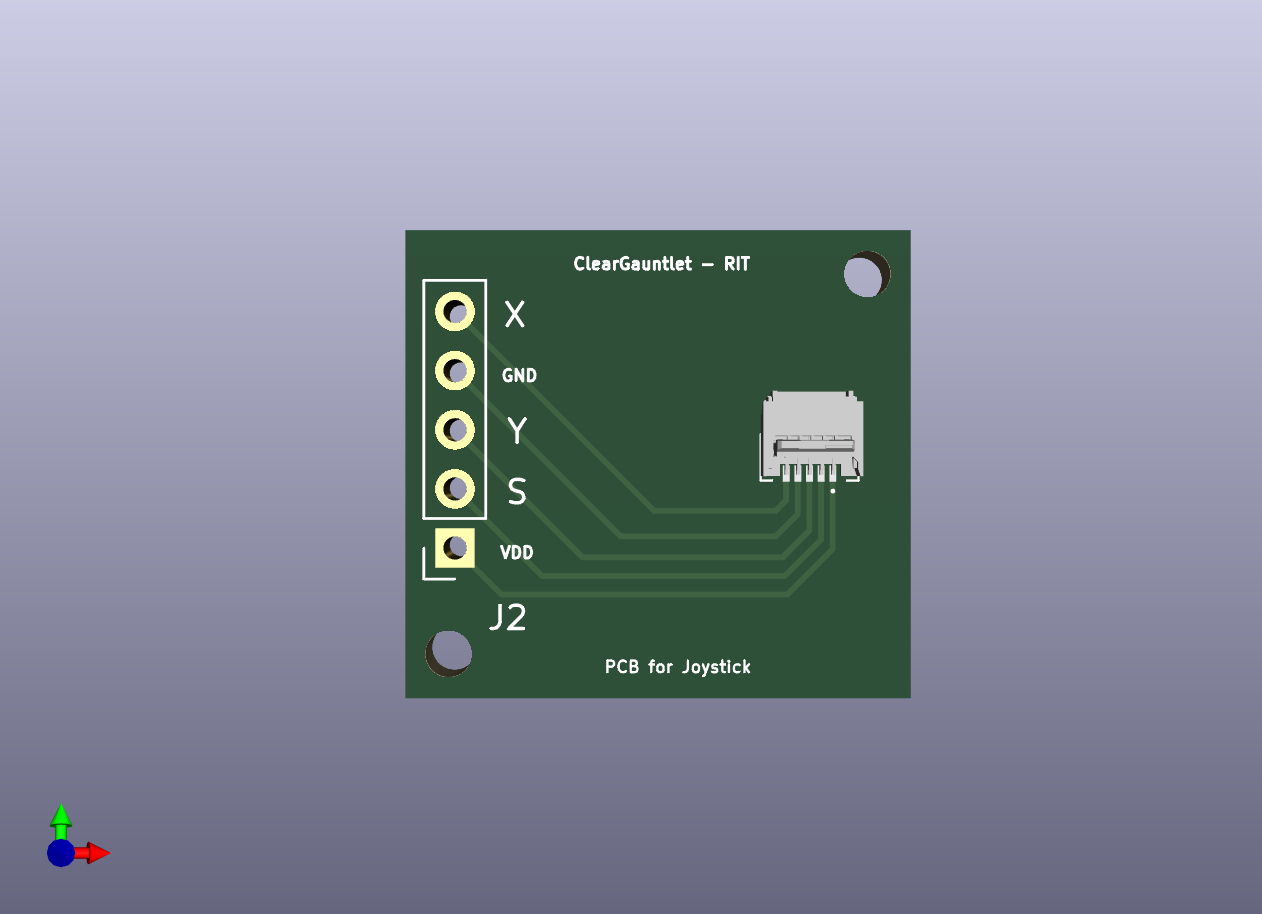 ClearGauntlet - RIT
X
GND
Y
S
VDD
J2
PCB for Joystick